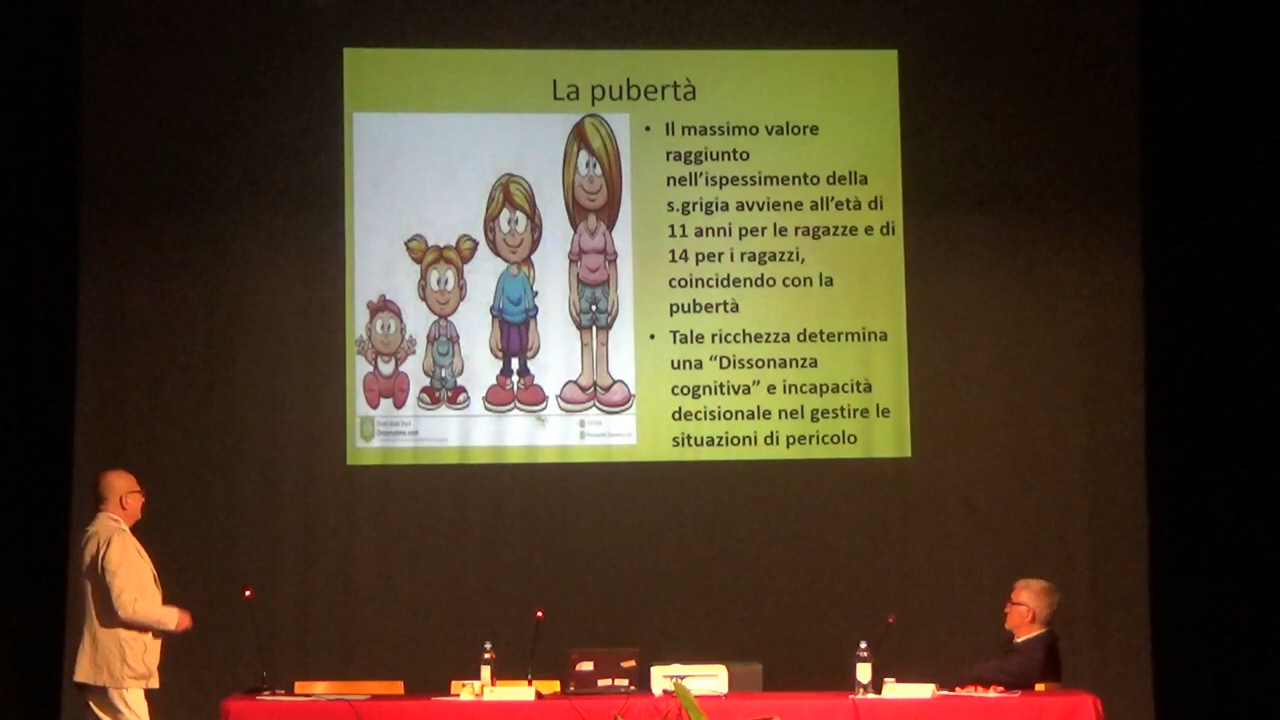 La pubertà
• Il massimo valore
raggiunto
nell’ispessimento della
s.grigia avviene all’età di
11 anni per le ragazze e di
14 per i ragazzi,
coincidendo con la
pubertà
• Tale ricchezza determina
una “Dissonanza
cognitiva” e incapacità
decisionale nel gestire le
situazioni di pericolo